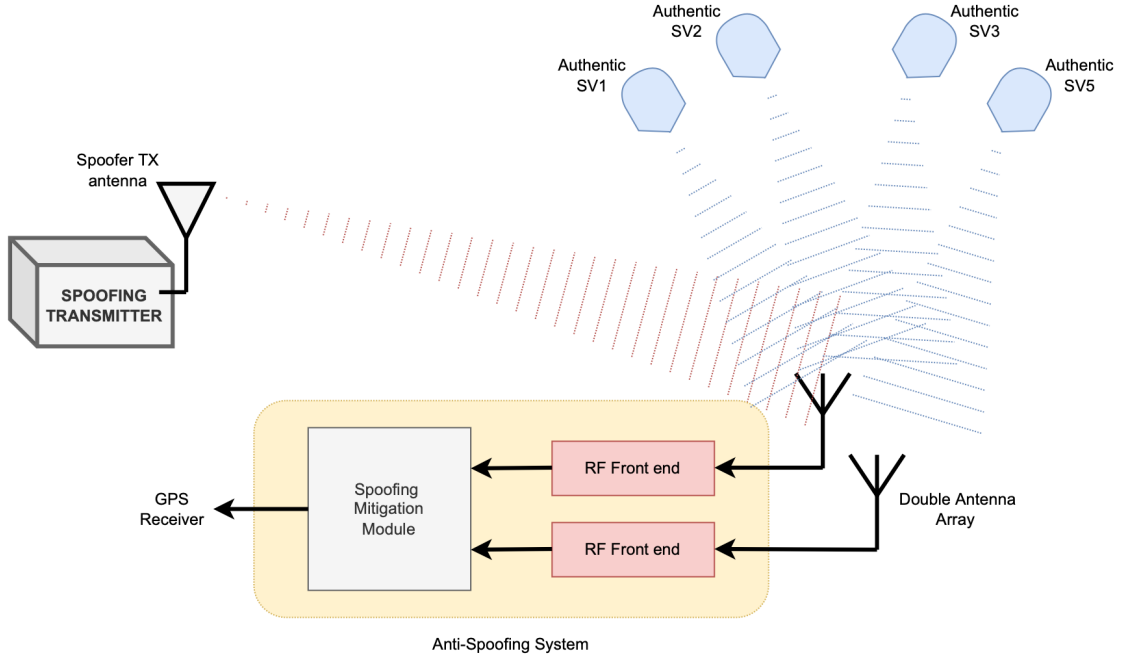 Authentic
SV2
Authentic
SV3
Authentic
SV1
Authentic
SV5
Spoofer TX
antenna
SPOOFING
TRANSMITTER
RF Front end
Spoofing
Mitigation
Module
GPS
Receiver
Double Antenna
Array
RF Front end
Anti-Spoofing System